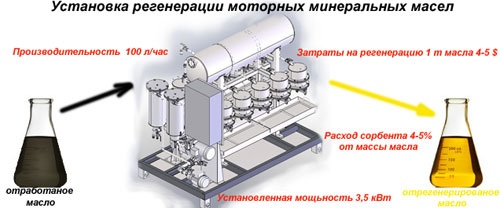 Установка регенерации моторных минеральных масел
Производительность 100 л/час
Затраты на регенерацию 1 т масла 4-5 $
Расход сорбента 4-5%
от массы масла
отработаное
масло
Установленная мощьность 3,5 кВт
отрегенерированое
масло